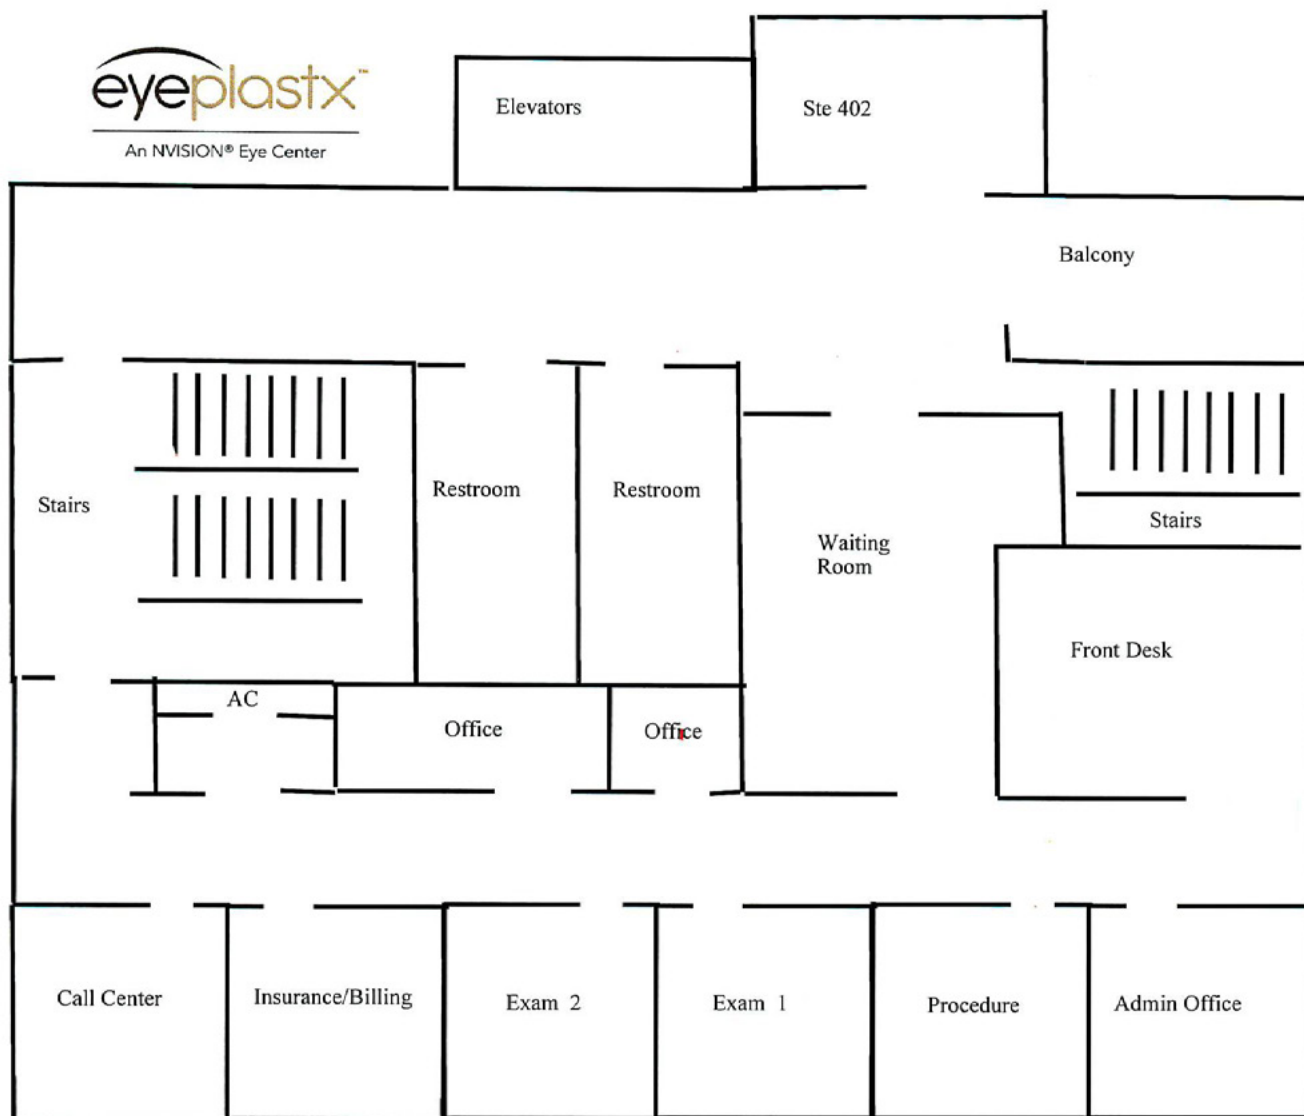 eyeplastx™
An NVISION® Eye Center
Elevators
Ste 402
Balcony
Stairs
Restroom
Restroom
Waiting
Room
Stairs
Front Desk
AC
Office
Office
Call Center
Insurance/Billing
Exam 2
Exam 1
Procedure
Admin Office